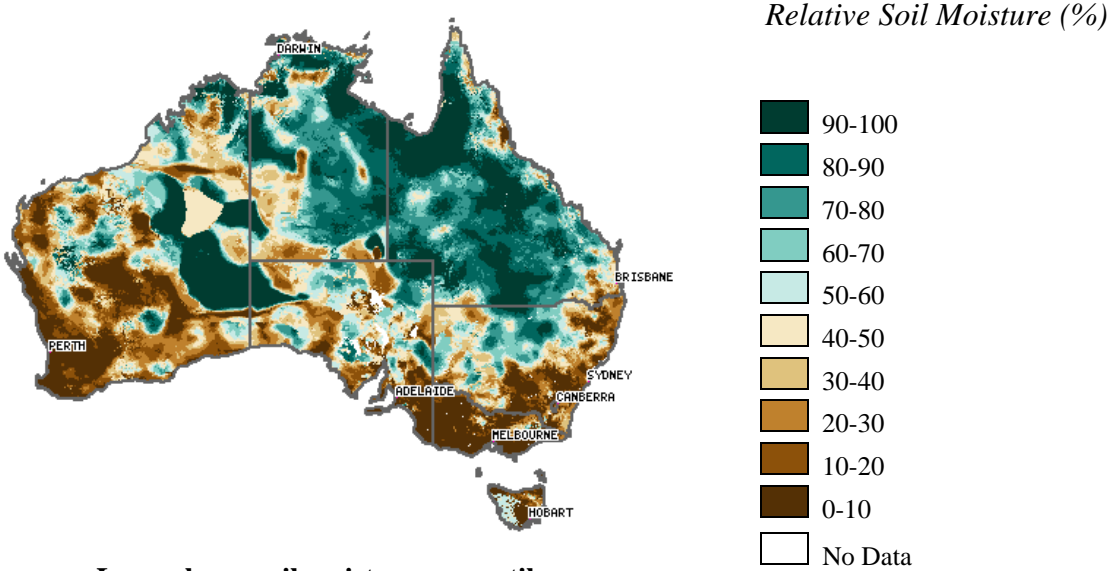 Relative Soil Moisture (%)
DARWIN
BRISBANE
PERTH
SYDNEY
ADELAIDE
CANBERRA
MELBOURNE
HOBART
90-100
80-90
70-80
60-70
50-60
40-50
30-40
20-30
10-20
0-10
No Data